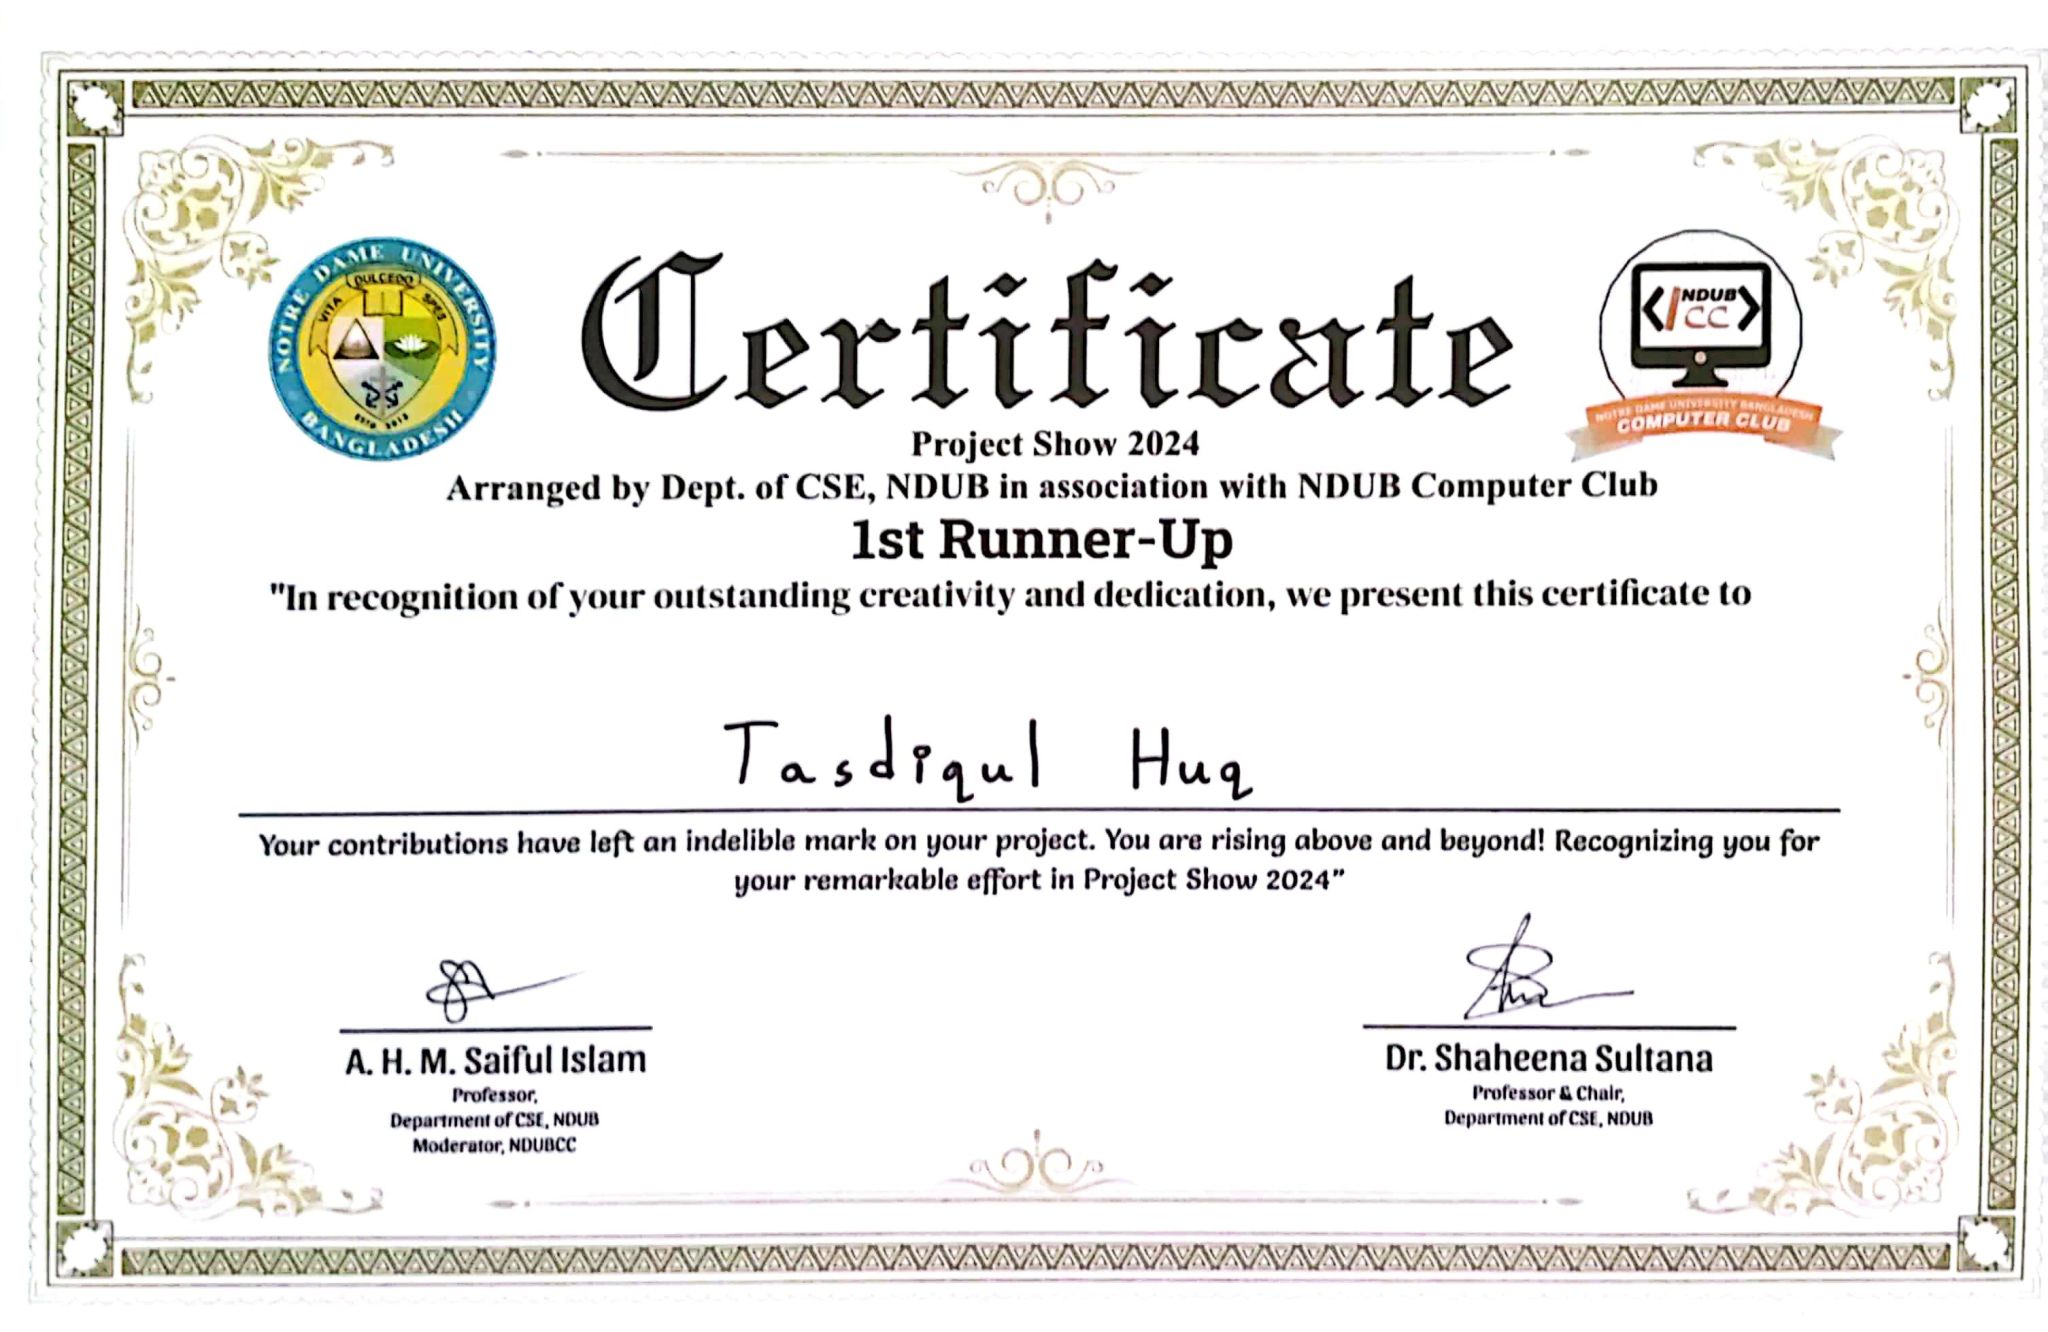 NOTRE DAME UNIVERSITY
BANGLADESH
VITA DULCEDO SPES
ESTD 2013
Certificate
NDUB
CC
NOTRE DAME UNIVERSITY BANGLADESH
COMPUTER CLUB
Project Show 2024
Arranged by Dept. of CSE, NDUB in association with NDUB Computer Club
1st Runner-Up
"In recognition of your outstanding creativity and dedication, we present this certificate to
Tasdiqul Huq
Your contributions have left an indelible mark on your project. You are rising above and beyond! Recognizing you for
your remarkable effort in Project Show 2024"
A. H. M. Saiful Islam
Professor,
Department of CSE, NDUB
Moderator, NDUBCC
Dr. Shaheena Sultana
Professor & Chair,
Department of CSE, NDUB